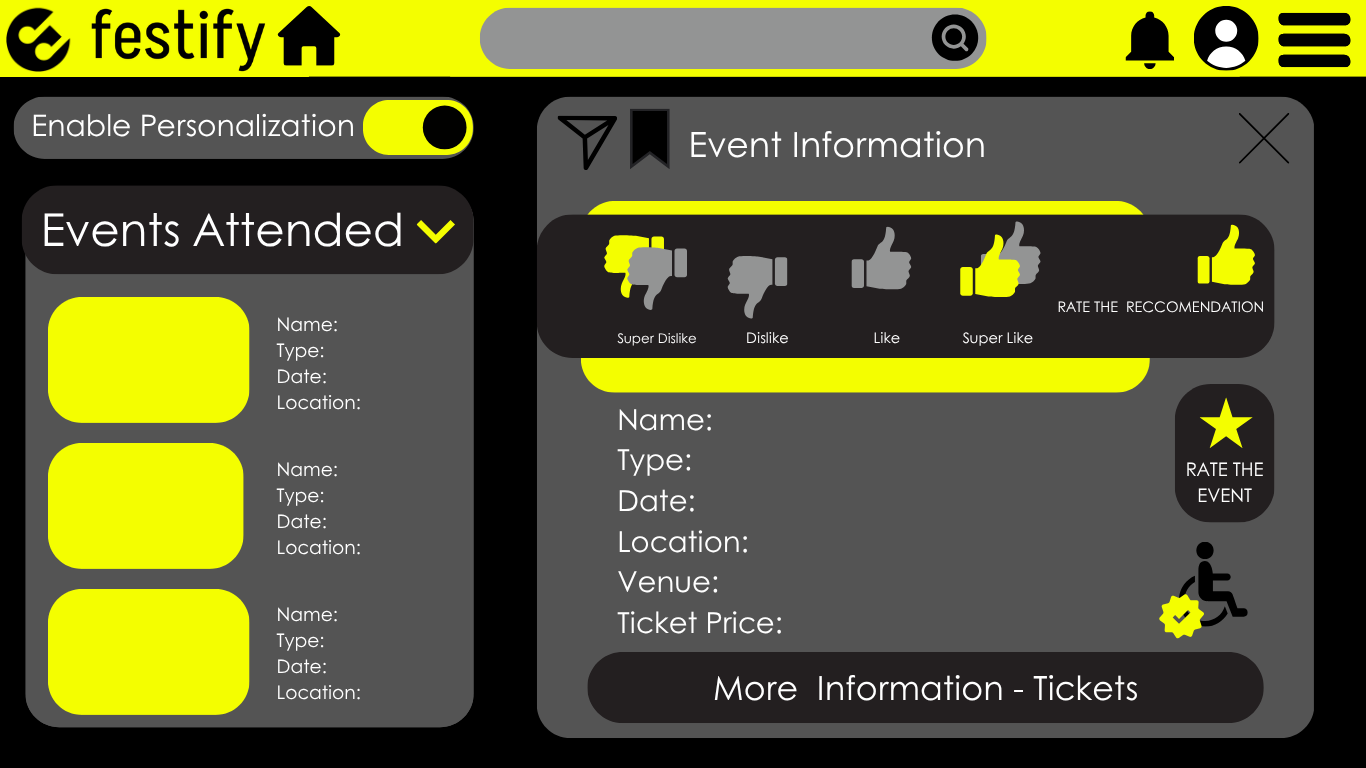 festify
Enable Personalization
Events Attended
Name:
Type:
Date:
Location:
Name:
Type:
Date:
Location:
Name:
Type:
Date:
Location:
Event Information
Super Dislike
Dislike
Like
Super Like
RATE THE RECCOMENDATION
Name:
Type:
Date:
Location:
Venue:
Ticket Price:
RATE THE
EVENT
More Information - Tickets